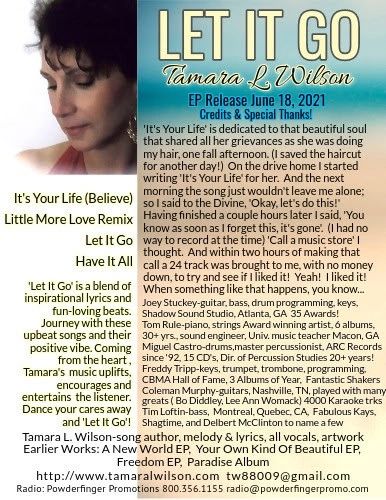 LET IT GO
Tamara L Wilson
EP Release June 18, 2021
Credits & Special Thanks!
'It's Your Life' is dedicated to that beautiful soul
that shared all her grievances as she was doing
my hair, one fall afternoon. (I saved the haircut
for another day!) On the drive home I started
writing 'It's Your Life' for her. And the next
morning the song just wouldn't leave me alone;
so I said to the Divine, 'Okay, let's do this!'
Having finished a couple hours later I said, 'You
know as soon as I forget this, it's gone'. (I had no
way to record at the time) 'Call a music store' I
thought. And within two hours of making that
call a 24 track was brought to me, with no money
down, to try and see if I liked it! Yeah! I liked it!
When something like that happens, you know...
It's Your Life (Believe)
Little More Love Remix
Let It Go
Have It All
'Let It Go' is a blend of
inspirational lyrics and
fun-loving beats.
Journey with these
upbeat songs and their
positive vibe. Coming
from the heart ,
Tamara's music uplifts,
encourages and
entertains the listener.
Dance your cares away
and 'Let It Go'!
Joey Stuckey-guitar, bass, drum programming, keys,
Shadow Sound Studio, Atlanta, GA 35 Awards!
Tom Rule-piano, strings Award winning artist, 6 albums,
30+ yrs., sound engineer, Univ. music teacher Macon, GA
Miguel Castro-drums,master percussionist, ARC Records
since '92, 15 CD's, Dir. of Percussion Studies 20+ years!
Freddy Tripp-keys, trumpet, trombone, programming,
CBMA Hall of Fame, 3 Albums of Year, Fantastic Shakers
Coleman Murphy-guitars, Nashville, TN, played with many
greats ( Bo Diddley, Lee Ann Womack) 4000 Karaoke trks
Tim Loftin-bass, Montreal, Quebec, CA, Fabulous Kays,
Shagtime, and Delbert McClinton to name a few
Tamara L. Wilson-song author, melody & lyrics, all vocals, artwork
Earlier Works: A New World EP, Your Own Kind Of Beautiful EP,
Freedom EP, Paradise Album
http://www.tamaralwilson.com tw88009@gmail.com
Radio: Powderfinger Promotions 800.356.1155 radio@powderfingerpromo.com